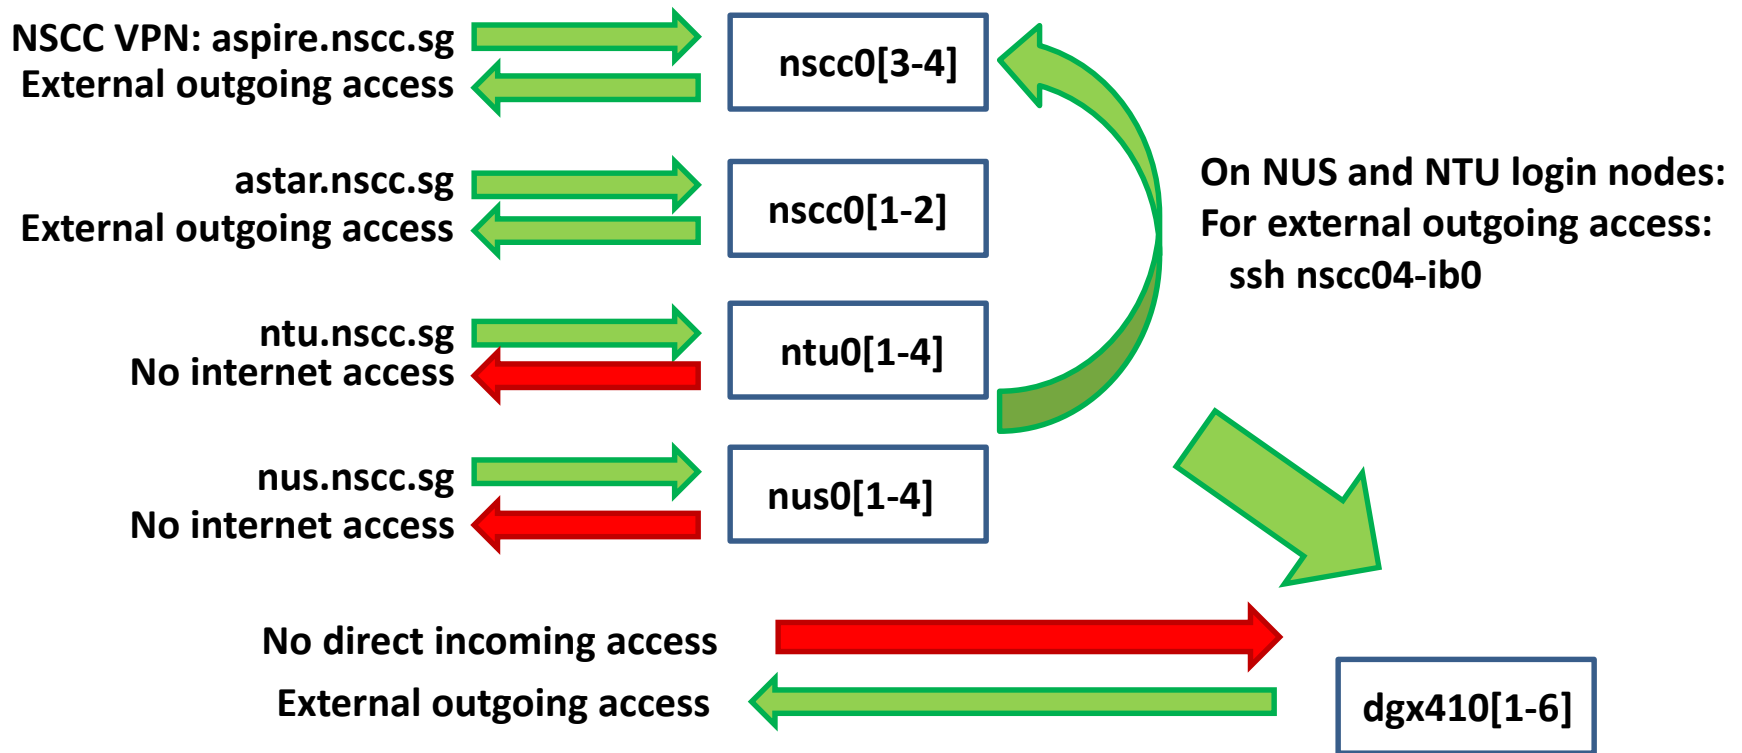 NSCC VPN: aspire.nscc.sg
External outgoing access
nscc0[3-4]
astar.nscc.sg
External outgoing access
nscc0[1-2]
On NUS and NTU login nodes:
For external outgoing access:
ssh nscc04-ib0
ntu.nscc.sg
No internet access
ntu0[1-4]
nus.nscc.sg
No internet access
nus0[1-4]
No direct incoming access
External outgoing access
dgx410[1-6]